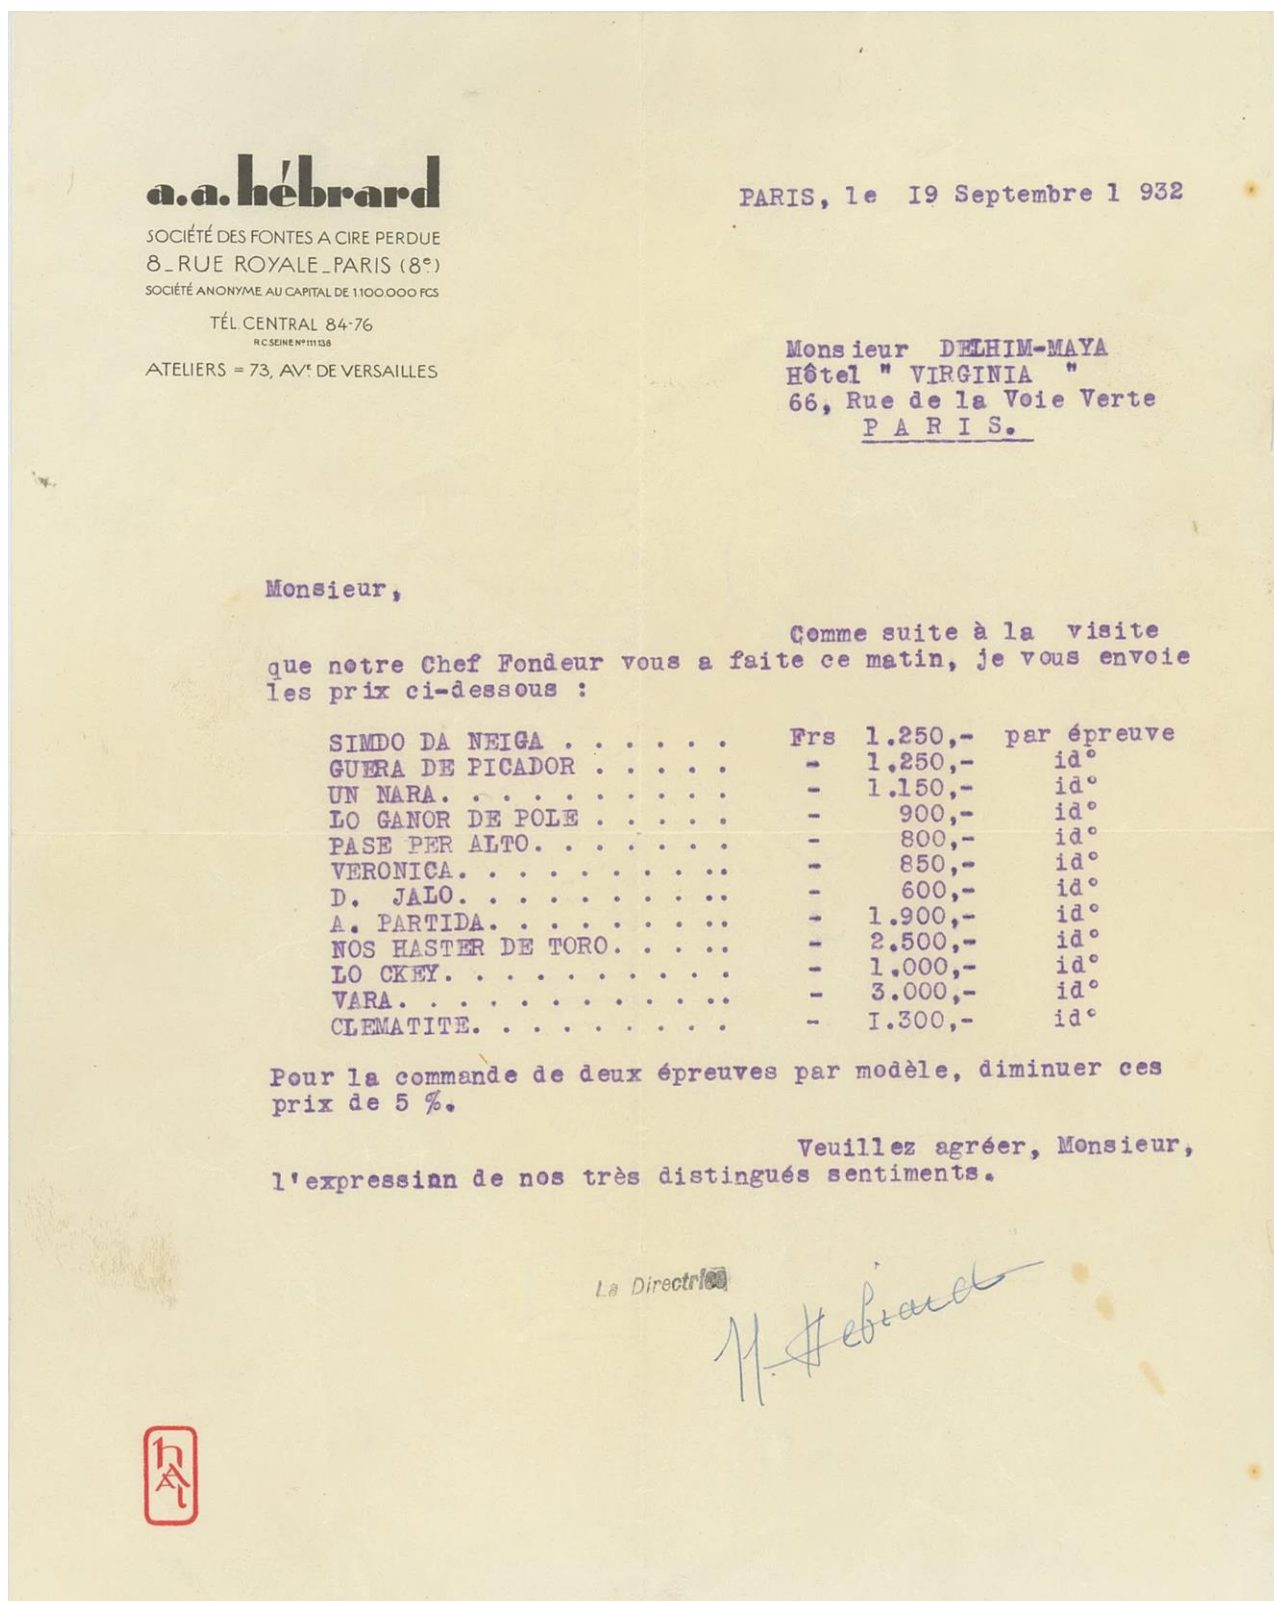 a.a.hébrard
SOCIÉTÉ DES FONTES A CIRE PERDUE
8_RUE ROYALE_PARIS (8e)
SOCIÉTÉ ANONYME AU CAPITAL DE 1.100.000 FCS
TÉL. CENTRAL 84-76
R.C. SEINE Nº 111138
ATELIERS = 73, AVE DE VERSAILLES
PARIS, le I9 Septembre 1 932
Monsieur DELHIM-MAYA
Hôtel " VIRGINIA "
66, Rue de la Voie Verte
P A R I S.
Monsieur,
Comme suite à la visite
que notre Chef Fondeur vous a faite ce matin, je vous envoie
les prix ci-dessous :
SIMDO DA NEIGA . . . . . . Frs 1.250,- par épreuve
GUERA DE PICADOR . . . . . - 1.250,- id°
UN NARA. . . . . . . . . . - 1.150,- id°
LO GANOR DE POLE . . . . . - 900,- id°
PASE PER ALTO. . . . . . . - 800,- id°
VERONICA. . . . . . . . .. - 850,- id°
D. JALO. . . . . . . . .. - 600,- id°
A. PARTIDA. . . . . . . .. - 1.900,- id°
NOS HASTER DE TORO. . . .. - 2.500,- id°
LO CKEY. . . . . . . . . . - 1.000,- id°
VARA. . . . . . . . . . .. - 3.000,- id°
CLEMATITE. . . . . . . . . - I.300,- id°
Pour la commande de deux épreuves par modèle, diminuer ces
prix de 5 %.
Veuillez agréer, Monsieur,
l'expressinn de nos très distingués sentiments.
La Directrice
H. Hebrard